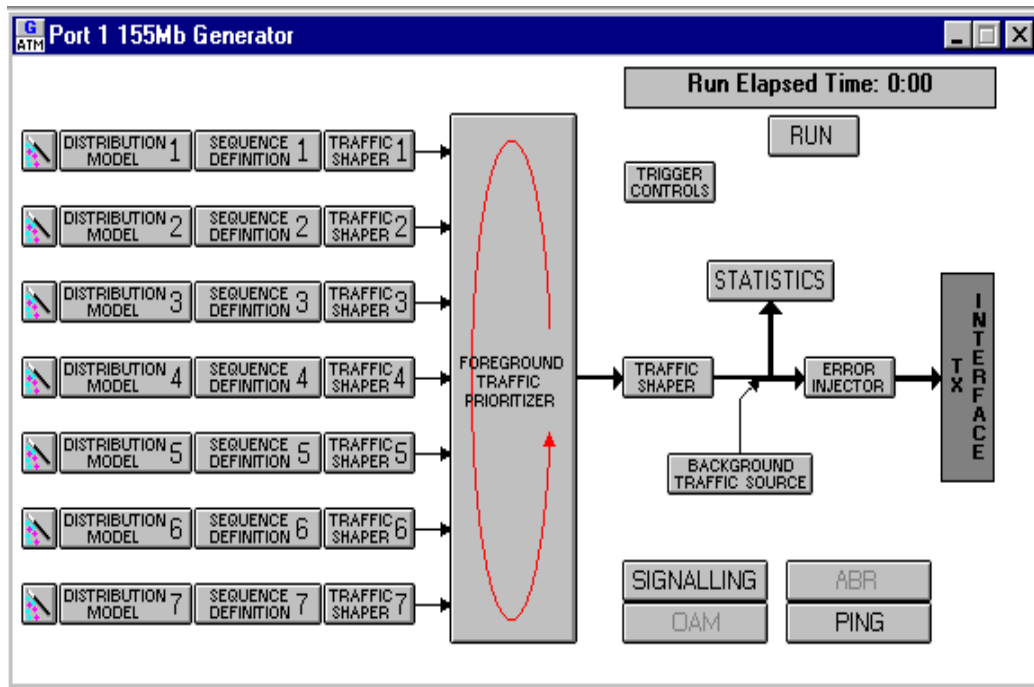 G
ATM
Port 1 155Mb Generator
Run Elapsed Time: 0:00
RUN
TRIGGER
CONTROLS
DISTRIBUTION
MODEL 1
SEQUENCE
DEFINITION 1
TRAFFIC
SHAPER 1
DISTRIBUTION
MODEL 2
SEQUENCE
DEFINITION 2
TRAFFIC
SHAPER 2
DISTRIBUTION
MODEL 3
SEQUENCE
DEFINITION 3
TRAFFIC
SHAPER 3
DISTRIBUTION
MODEL 4
SEQUENCE
DEFINITION 4
TRAFFIC
SHAPER 4
DISTRIBUTION
MODEL 5
SEQUENCE
DEFINITION 5
TRAFFIC
SHAPER 5
DISTRIBUTION
MODEL 6
SEQUENCE
DEFINITION 6
TRAFFIC
SHAPER 6
DISTRIBUTION
MODEL 7
SEQUENCE
DEFINITION 7
TRAFFIC
SHAPER 7
FOREGROUND
TRAFFIC
PRIORITIZER
STATISTICS
TRAFFIC
SHAPER
ERROR
INJECTOR
BACKGROUND
TRAFFIC SOURCE
TX
INTERFACE
SIGNALLING
ABR
OAM
PING